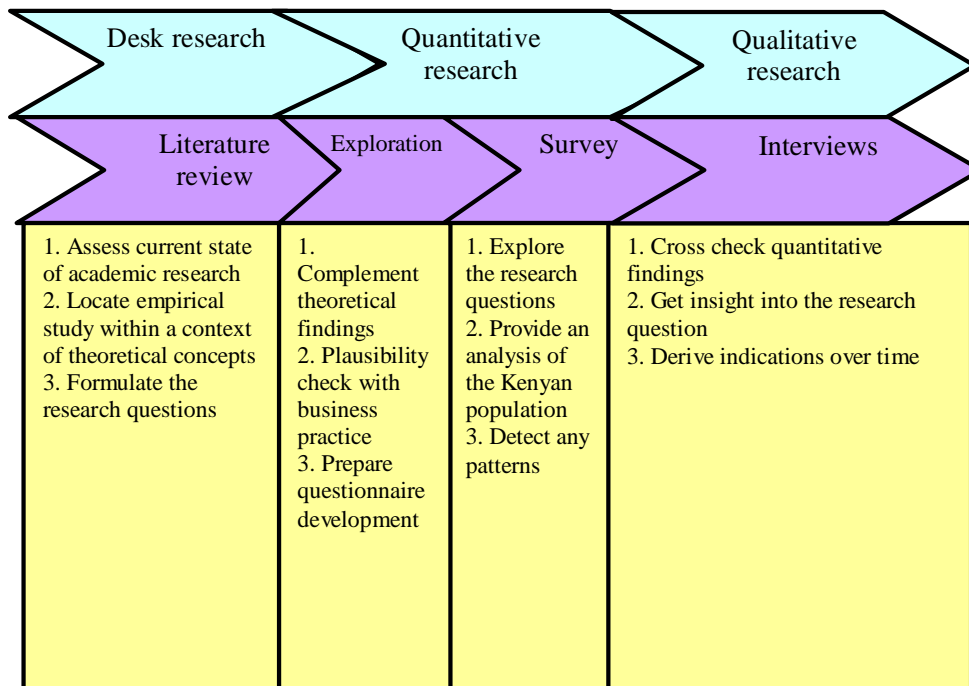 Desk research
Quantitative
research
Qualitative
research
Literature
review
Exploration
Survey
Interviews
1. Assess current state
of academic research
2. Locate empirical
study within a context
of theoretical concepts
3. Formulate the
research questions
1.
Complement
theoretical
findings
2. Plausibility
check with
business
practice
3. Prepare
questionnaire
development
1. Explore
the research
questions
2. Provide an
analysis of
the Kenyan
population
3. Detect any
patterns
1. Cross check quantitative
findings
2. Get insight into the research
question
3. Derive indications over time